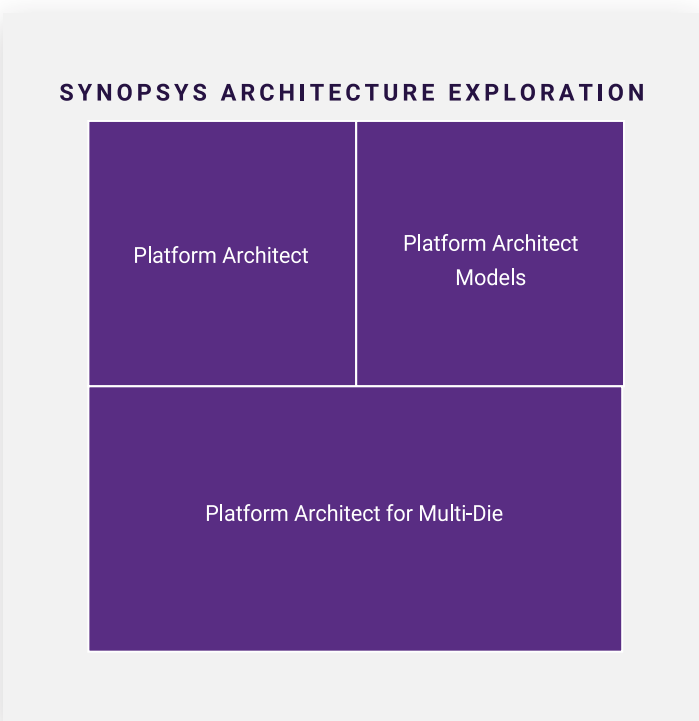 SYNOPSYS ARCHITECTURE EXPLORATION
Platform Architect
Platform Architect
Models
Platform Architect for Multi-Die